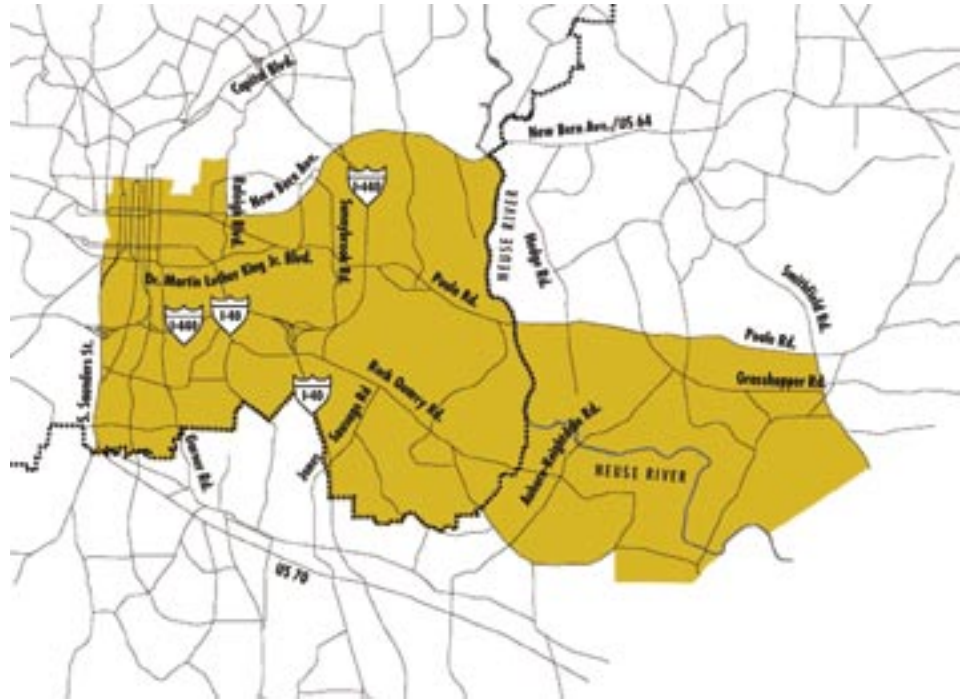 Capital Blvd.
New Bern Ave./US 64
New Bern Ave.
I-440
Raleigh Blvd.
Sunnybrook Rd.
NEUSE RIVER
Hodge Rd.
Dr. Martin Luther King Jr. Blvd.
Smithfield Rd.
Poole Rd.
I-440
I-40
Poole Rd.
S. Saunders St.
Rock Quarry Rd.
Grasshopper Rd.
I-40
Jones Sausage Rd
Auburn-Knightdale Rd.
Garner Rd.
NEUSE RIVER
US 70